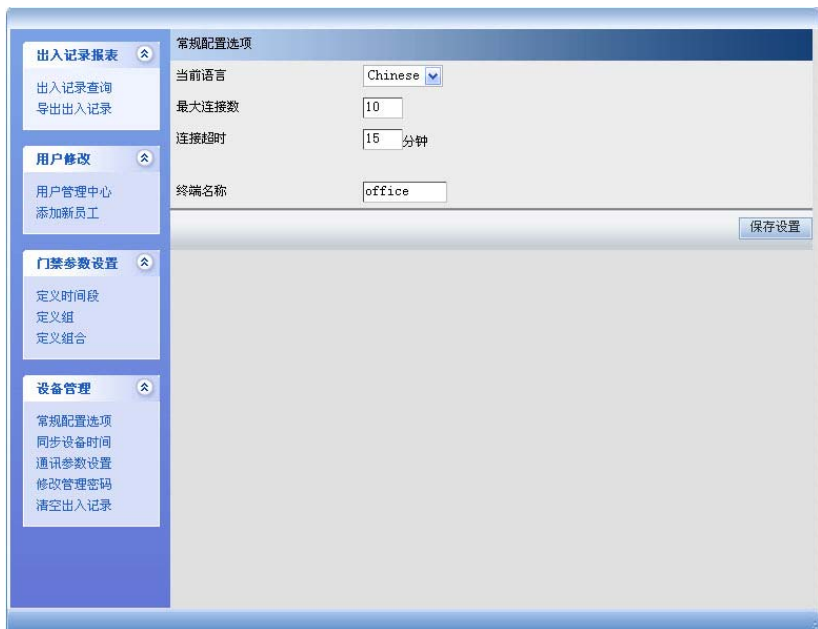 出入记录报表
出入记录查询
导出出入记录
用户修改
用户管理中心
添加新员工
门禁参数设置
定义时间段
定义组
定义组合
设备管理
常规配置选项
同步设备时间
通讯参数设置
修改管理密码
清空出入记录
常规配置选项
当前语言 Chinese
最大连接数 10
连接超时 15 分钟
终端名称 office
保存设置